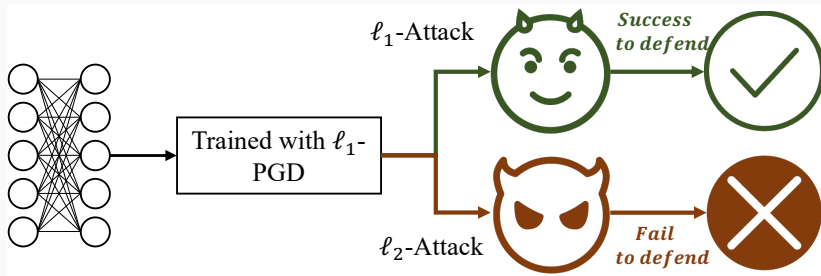 ℓ₁-Attack
Success
to defend
Trained with ℓ₁-
PGD
ℓ₂-Attack
Fail
to defend